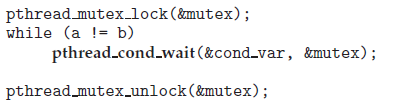 pthread_mutex_lock(&mutex);
while (a != b)
pthread_cond_wait(&cond_var, &mutex);
pthread_mutex_unlock(&mutex);